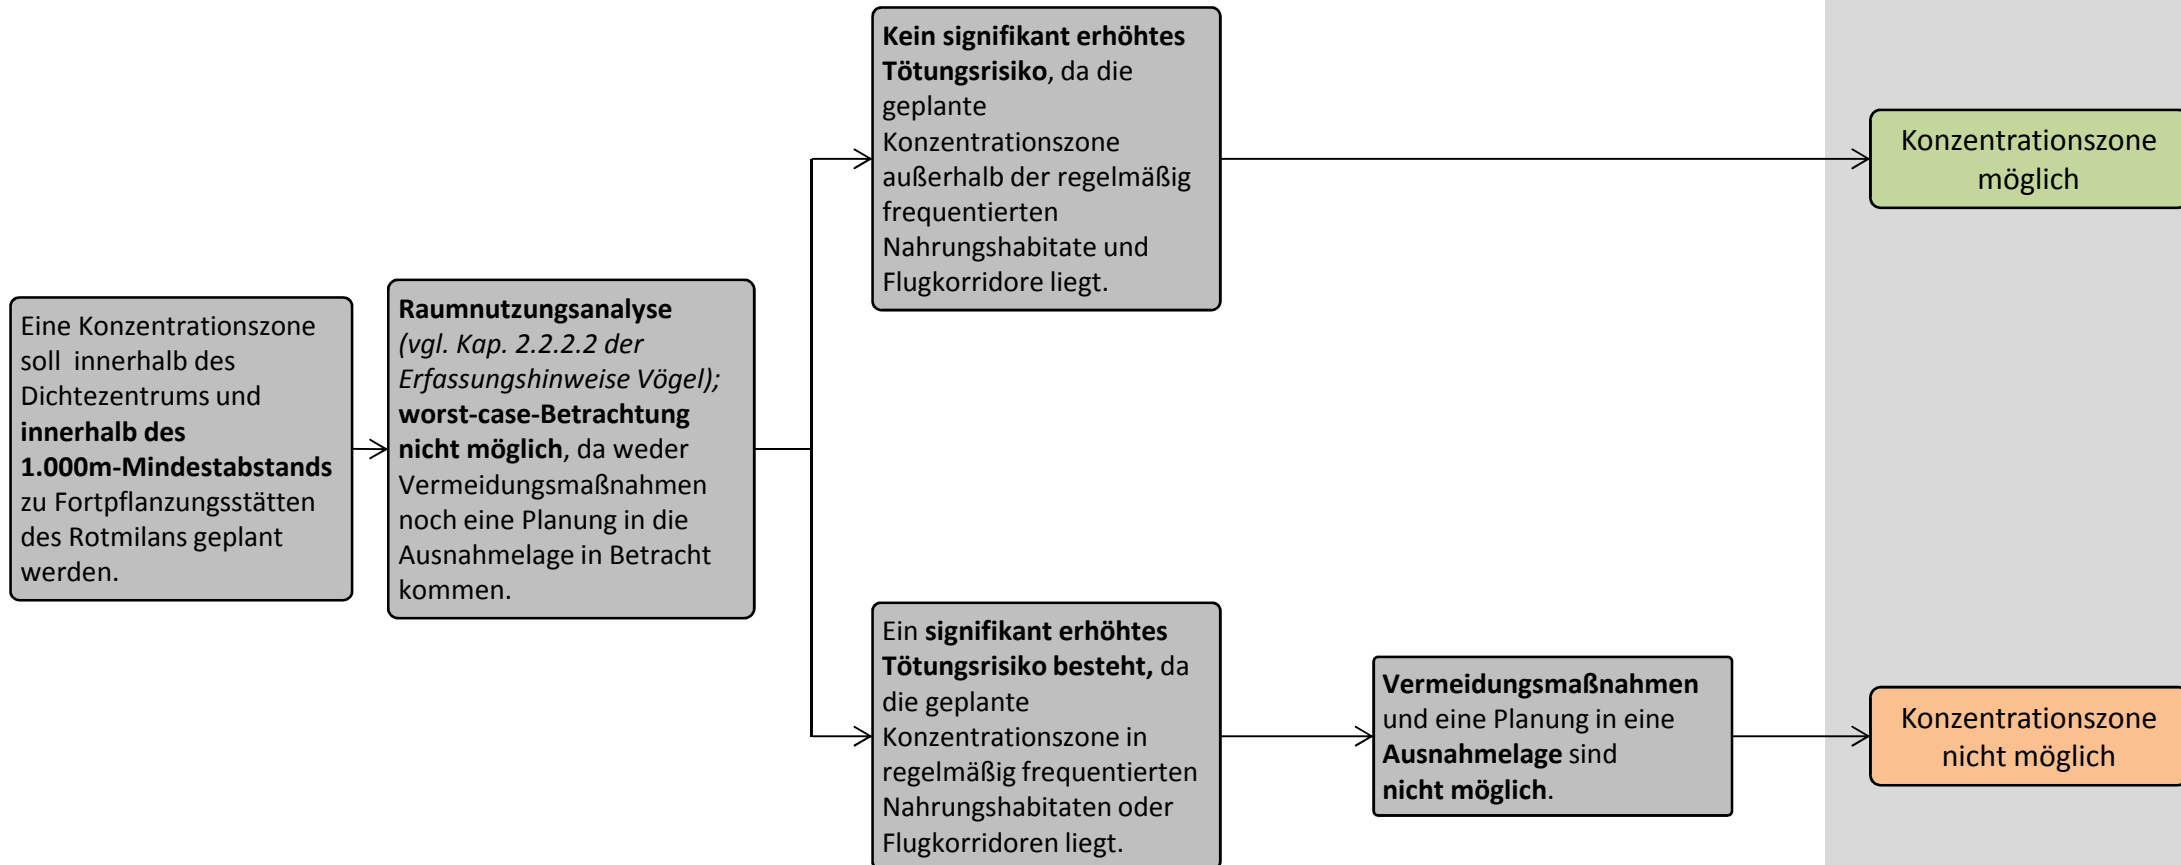 Eine Konzentrationszone
soll innerhalb des
Dichtezentrums und
innerhalb des
1.000m-Mindestabstands
zu Fortpflanzungsstätten
des Rotmilans geplant
werden.
Raumnutzungsanalyse
(vgl. Kap. 2.2.2.2 der
Erfassungshinweise Vögel);
worst-case-Betrachtung
nicht möglich, da weder
Vermeidungsmaßnahmen
noch eine Planung in die
Ausnahmelage in Betracht
kommen.
Kein signifikant erhöhtes
Tötungsrisiko, da die
geplante
Konzentrationszone
außerhalb der regelmäßig
frequentierten
Nahrungshabitate und
Flugkorridore liegt.
Konzentrationszone
möglich
Ein signifikant erhöhtes
Tötungsrisiko besteht, da
die geplante
Konzentrationszone in
regelmäßig frequentierten
Nahrungshabitaten oder
Flugkorridoren liegt.
Vermeidungsmaßnahmen
und eine Planung in eine
Ausnahmelage sind
nicht möglich.
Konzentrationszone
nicht möglich